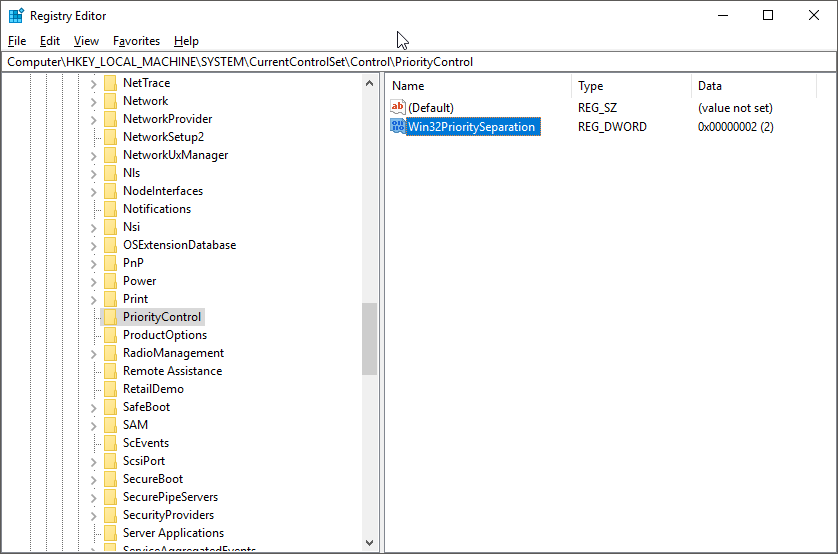 Registry Editor
File Edit View Favorites Help
Computer\HKEY_LOCAL_MACHINE\SYSTEM\CurrentControlSet\Control\PriorityControl
NetTrace
Network
NetworkProvider
NetworkSetup2
NetworkUxManager
Nls
NodeInterfaces
Notifications
Nsi
OSExtensionDatabase
PnP
Power
Print
PriorityControl
ProductOptions
RadioManagement
Remote Assistance
RetailDemo
SafeBoot
SAM
ScEvents
ScsiPort
SecureBoot
SecurePipeServers
SecurityProviders
Server Applications
ServiceAggregatedEvents
Name Type Data
ab (Default) REG_SZ (value not set)
Win32PrioritySeparation REG_DWORD 0x00000002 (2)